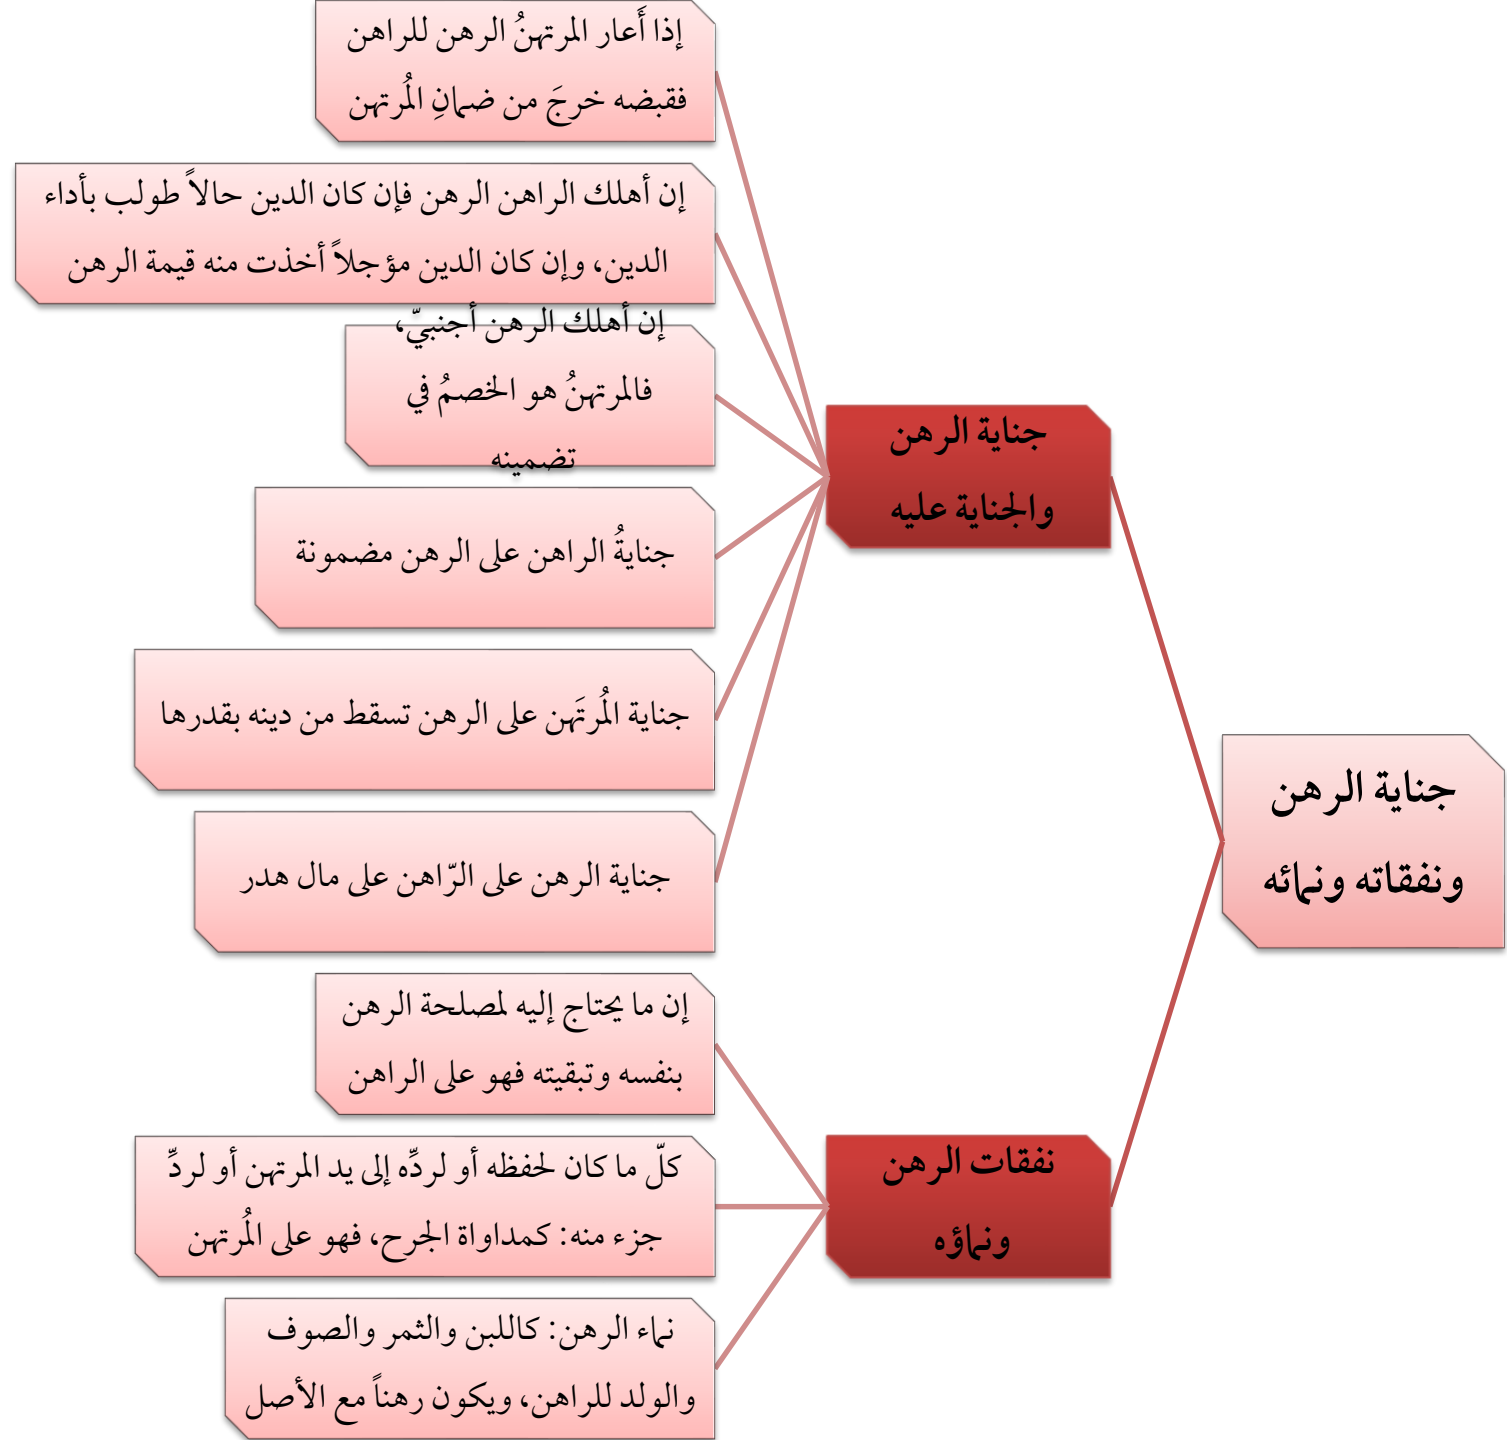 جناية الرهن
ونفقاته ونمائه
جناية الرهن
والجناية عليه
إذا أَعار المرتهنُ الرهن للراهن
فقبضه خرجَ من ضمانِ المُرتهن
إن أهلك الراهن الرهن فإن كان الدين حالاً طولب بأداء
الدين، وإن كان الدين مؤجلاً أخذت منه قيمة الرهن
إن أهلك الرهن أجنبيّ،
فالمرتهنُ هو الخصمُ في
تضمينه
جنايةُ الراهن على الرهن مضمونة
جناية المُرتَهن على الرهن تسقط من دينه بقدرها
جناية الرهن على الرّاهن على مال هدر
نفقات الرهن
ونماؤه
إن ما يحتاج إليه لمصلحة الرهن
بنفسه وتبقيته فهو على الراهن
كلّ ما كان لحفظه أو لردِّه إلى يد المرتهن أو لردِّ
جزء منه: كمداواة الجرح، فهو على المُرتهن
نماء الرهن: كاللبن والثمر والصوف
والولد للراهن، ويكون رهناً مع الأصل